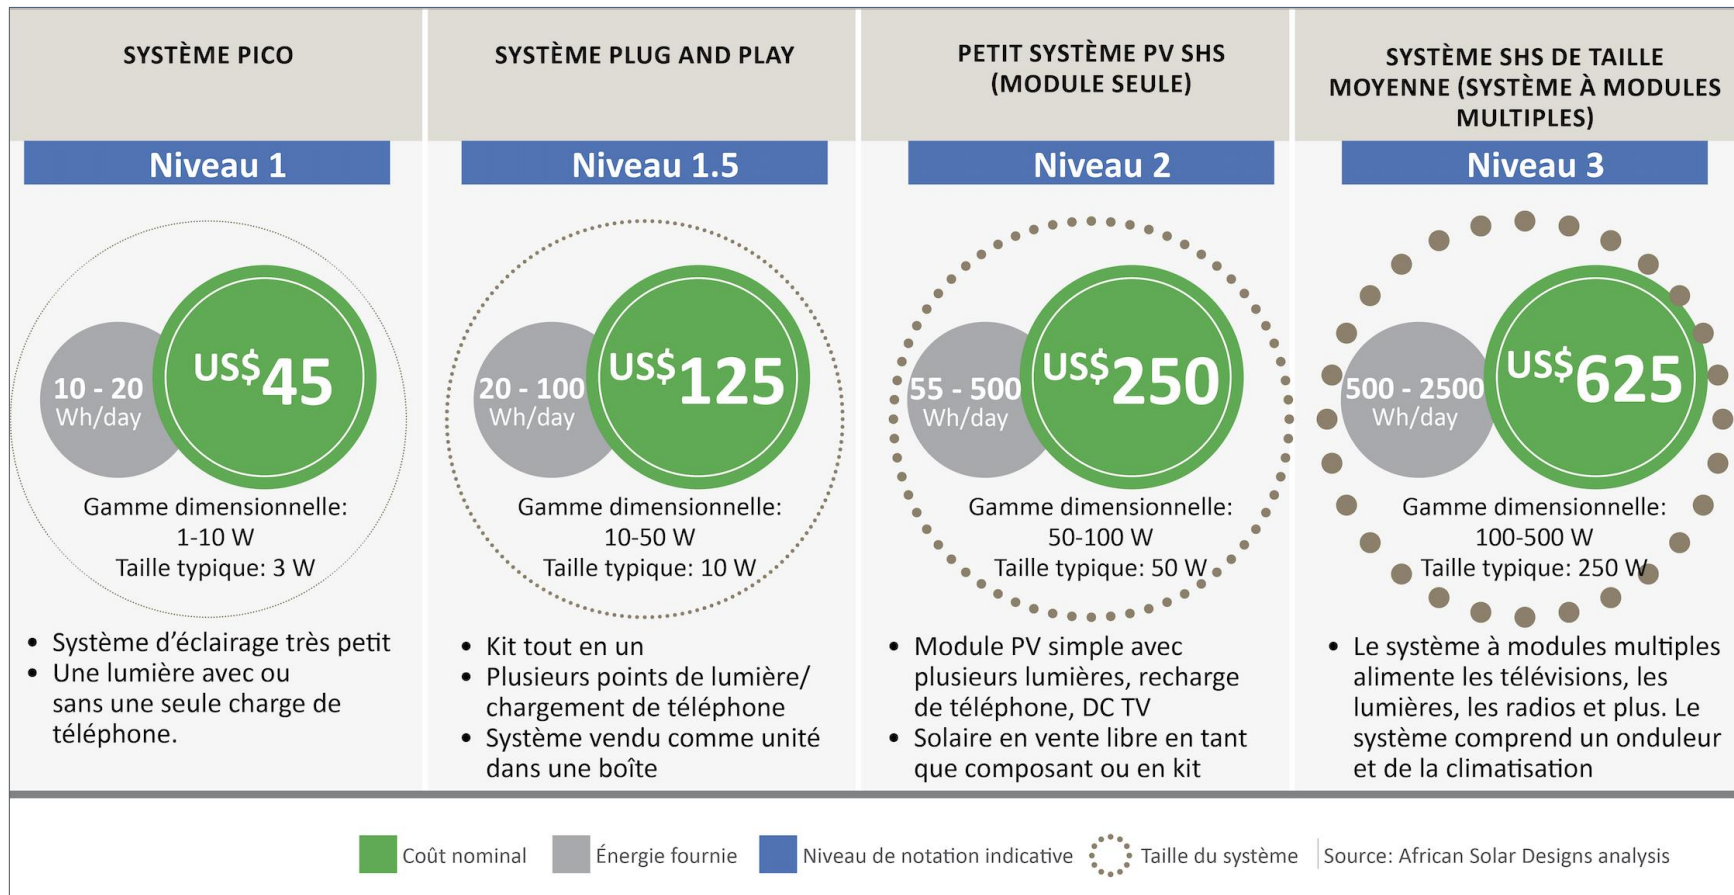 SYSTÈME PICO
Niveau 1
10 - 20
Wh/day
US$45
Gamme dimensionnelle:
1-10 W
Taille typique: 3 W
• Système d’éclairage très petit
• Une lumière avec ou
sans une seule charge de
téléphone.
SYSTÈME PLUG AND PLAY
Niveau 1.5
20 - 100
Wh/day
US$125
Gamme dimensionnelle:
10-50 W
Taille typique: 10 W
• Kit tout en un
• Plusieurs points de lumière/
chargement de téléphone
• Système vendu comme unité
dans une boîte
PETIT SYSTÈME PV SHS
(MODULE SEULE)
Niveau 2
55 - 500
Wh/day
US$250
Gamme dimensionnelle:
50-100 W
Taille typique: 50 W
• Module PV simple avec
plusieurs lumières, recharge
de téléphone, DC TV
• Solaire en vente libre en tant
que composant ou en kit
SYSTÈME SHS DE TAILLE
MOYENNE (SYSTÈME À MODULES
MULTIPLES)
Niveau 3
500 - 2500
Wh/day
US$625
Gamme dimensionnelle:
100-500 W
Taille typique: 250 W
• Le système à modules multiples
alimente les télévisions, les
lumières, les radios et plus. Le
système comprend un onduleur
et de la climatisation
Coût nominal
Énergie fournie
Niveau de notation indicative
Taille du système
Source: African Solar Designs analysis